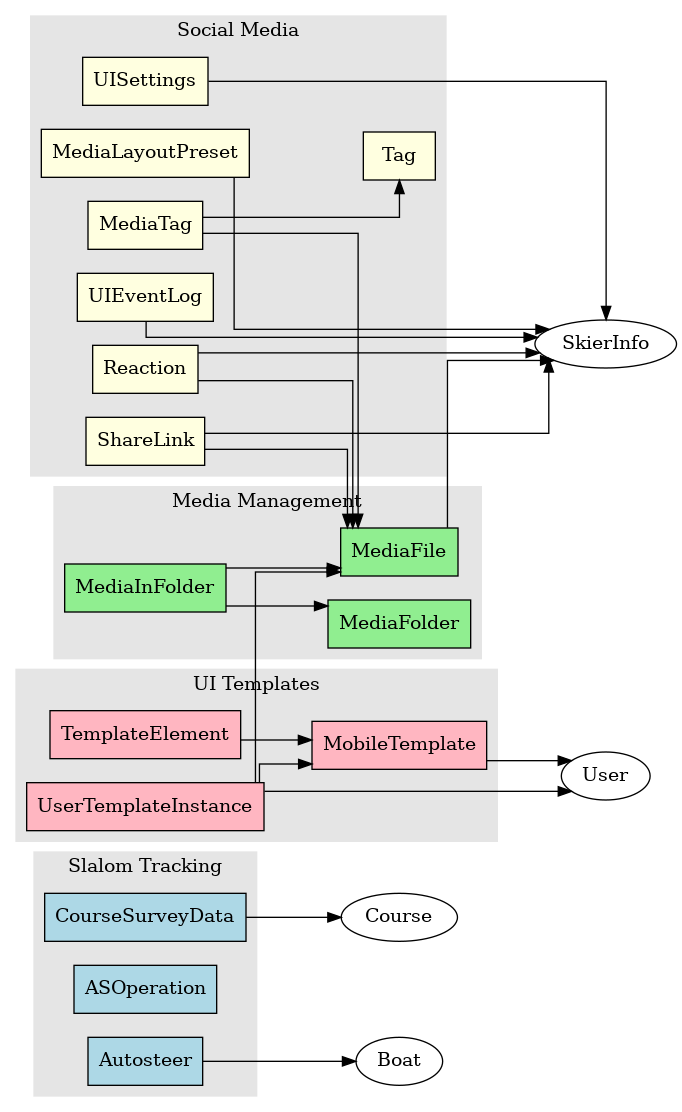 Social Media
UISettings
MediaLayoutPreset
Tag
MediaTag
UIEventLog
SkierInfo
Reaction
ShareLink
Media Management
MediaFile
MediaInFolder
MediaFolder
UI Templates
TemplateElement
MobileTemplate
User
UserTemplateInstance
Slalom Tracking
CourseSurveyData
Course
ASOperation
Autosteer
Boat